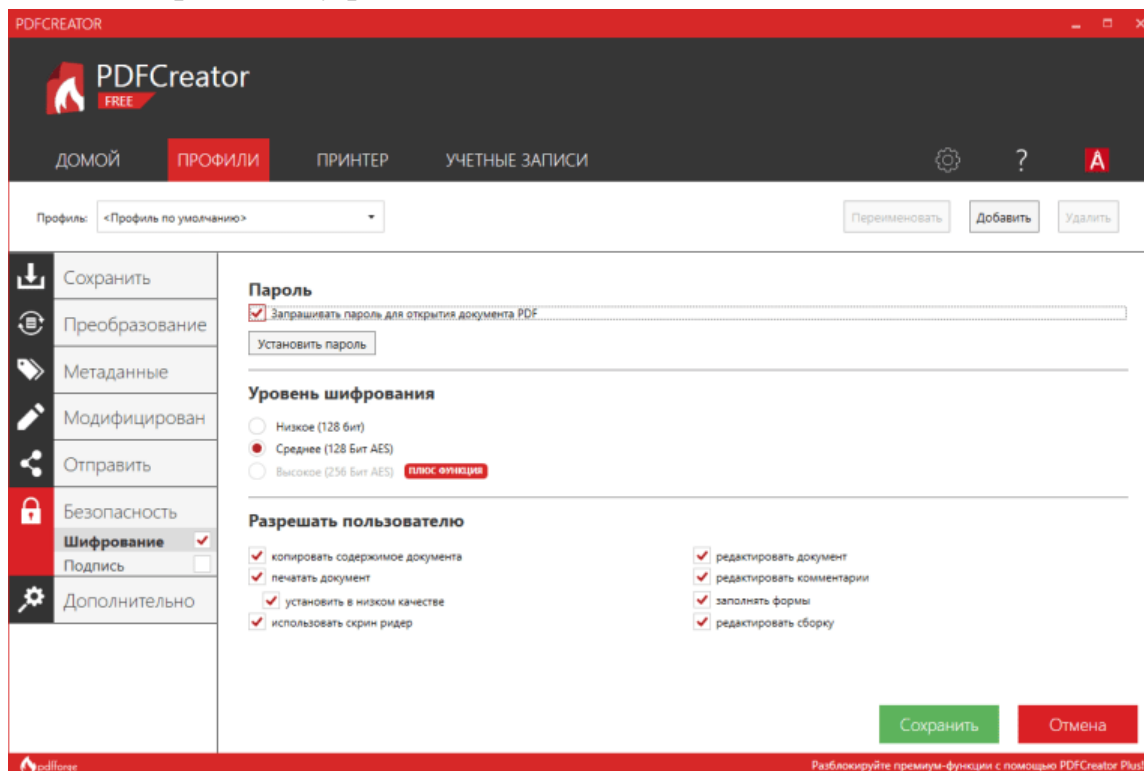 PDFCREATOR
PDFCreator
FREE
ДОМОЙ ПРОФИЛИ ПРИНТЕР УЧЕТНЫЕ ЗАПИСИ ?
Профиль: <Профиль по умолчанию> Переименовать Добавить Удалить
Сохранить
Преобразование
Метаданные
Модифицирован
Отправить
Безопасность
Шифрование
Подпись
Дополнительно
Пароль
Запрашивать пароль для открытия документа PDF
Установить пароль
Уровень шифрования
Низкое (128 бит)
Среднее (128 Бит AES)
Высокое (256 Бит AES) ПЛЮС ФУНКЦИЯ
Разрешать пользователю
копировать содержимое документа
печатать документ
установить в низком качестве
использовать скрин ридер
редактировать документ
редактировать комментарии
заполнять формы
редактировать сборку
Сохранить Отмена
pdfforge Разблокируйте премиум-функции с помощью PDFCreator Plus!